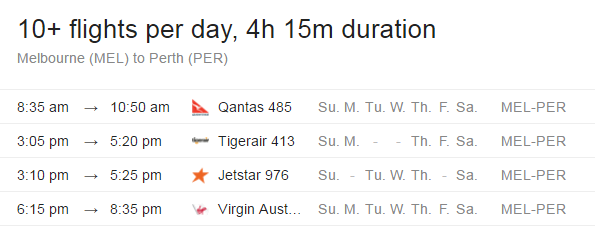 10+ flights per day, 4h 15m duration
Melbourne (MEL) to Perth (PER)
8:35 am → 10:50 am Qantas 485 Su. M. Tu. W. Th. F. Sa. MEL-PER
3:05 pm → 5:20 pm Tigerair 413 Su. M. - - Th. F. Sa. MEL-PER
3:10 pm → 5:25 pm Jetstar 976 Su. - Tu. W. Th. - Sa. MEL-PER
6:15 pm → 8:35 pm Virgin Aust... Su. M. Tu. W. Th. F. Sa. MEL-PER